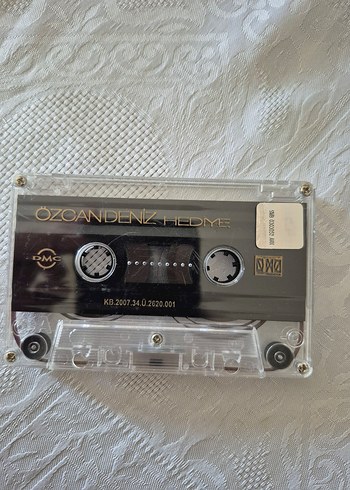 ÖZCAN DENİZ HEDİYE
DMC
KB.2007.34.Ü.2620.001